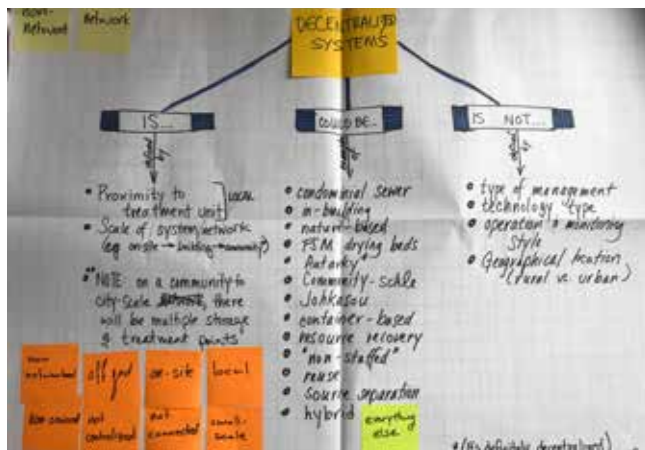 Network
DECENTRALIZED
SYSTEMS
IS...
COULD BE...
IS NOT...
defined
by
• Proximity to
treatment unit
LOCAL
• Scale of system/network
(eg onsite → building → community)
"NOTE on a community to
city-scale there
will be multiple storage
& treatment points"
• condominial sewer
• in-building
• nature-based
• FSM drying beds
• "Autarky"
• Community-scale
• Johkasou
• container-based
• resource recovery
• "non-staffed"
• reuse
• source separation
• hybrid
• type of management
• technology type
• operation & monitoring
style
• Geographical location
(rural vs. urban)
off grid
on-site
local
not
centralized
not
connected
small-
scale
everything
else